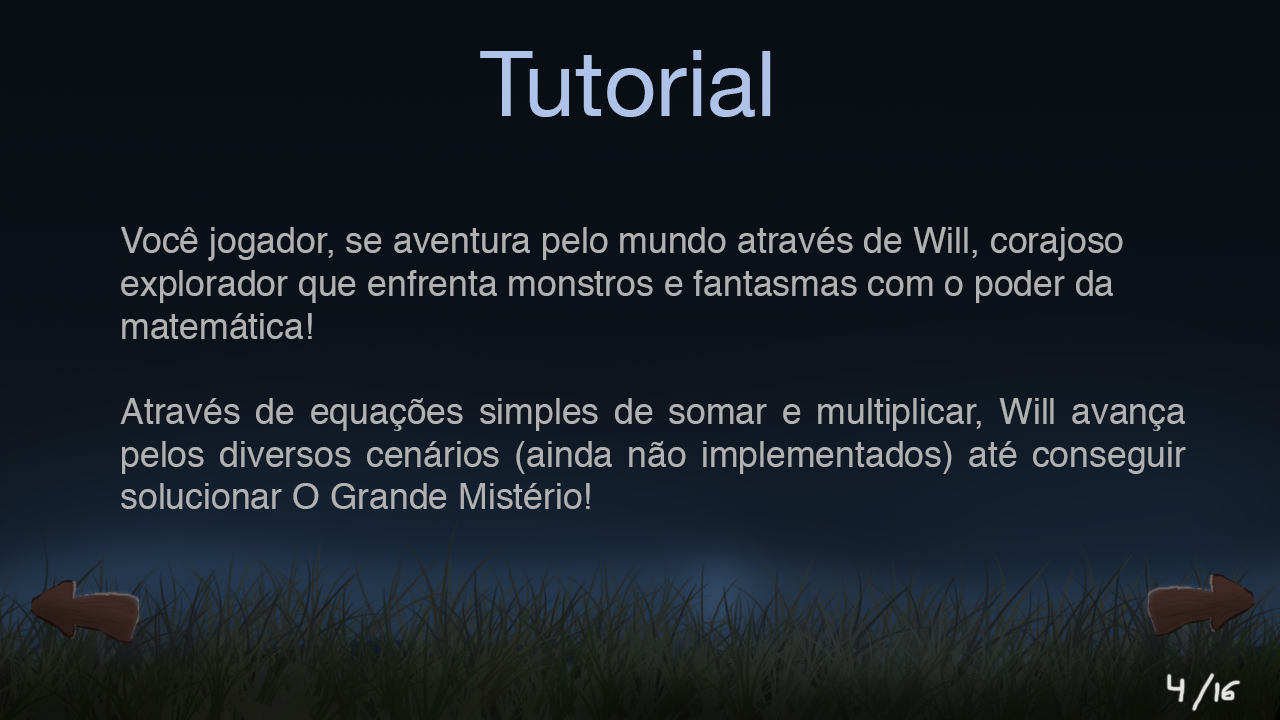 Tutorial
Você jogador, se aventura pelo mundo através de Will, corajoso
explorador que enfrenta monstros e fantasmas com o poder da
matemática!
Através de equações simples de somar e multiplicar, Will avança
pelos diversos cenários (ainda não implementados) até conseguir
solucionar O Grande Mistério!
4/16